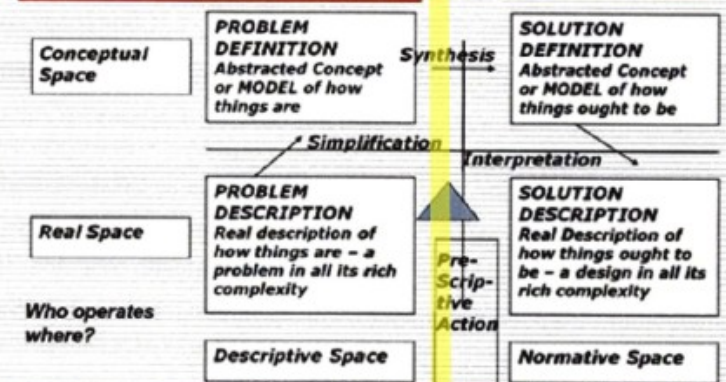 Conceptual
Space
PROBLEM
DEFINITION
Abstracted Concept
or MODEL of how
things are
Synthesis
SOLUTION
DEFINITION
Abstracted Concept
or MODEL of how
things ought to be
Simplification
Interpretation
Real Space
PROBLEM
DESCRIPTION
Real description of
how things are – a
problem in all its rich
complexity
Pre-
Scrip-
tive
Action
SOLUTION
DESCRIPTION
Real Description of
how things ought to
be – a design in all its
rich complexity
Who operates
where?
Descriptive Space
Normative Space